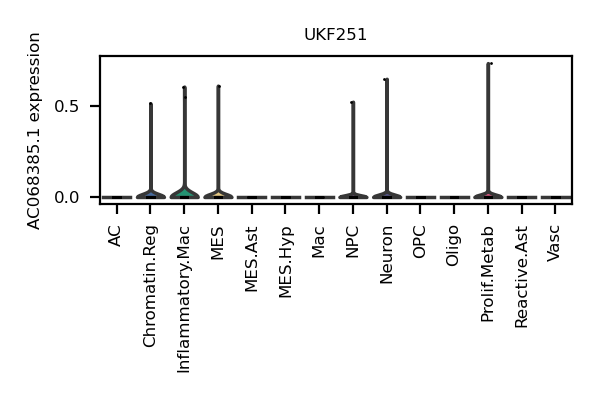 UKF251
AC068385.1 expression
0.5
0.0
AC
Chromatin.Reg
Inflammatory.Mac
MES
MES.Ast
MES.Hyp
Mac
NPC
Neuron
OPC
Oligo
Prolif.Metab
Reactive.Ast
Vasc